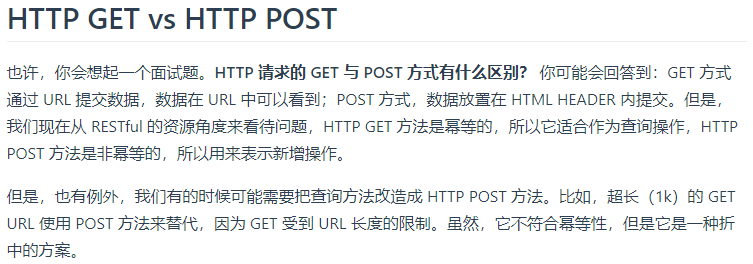 HTTP GET vs HTTP POST
也许，你会想起一个面试题。HTTP 请求的 GET 与 POST 方式有什么区别？ 你可能会回答到：GET 方式
通过 URL 提交数据，数据在 URL 中可以看到；POST 方式，数据放置在 HTML HEADER 内提交。但是，
我们现在从 RESTful 的资源角度来看待问题，HTTP GET 方法是幂等的，所以它适合作为查询操作，HTTP
POST 方法是非幂等的，所以用来表示新增操作。
但是，也有例外，我们有的时候可能需要把查询方法改造成 HTTP POST 方法。比如，超长（1k）的 GET
URL 使用 POST 方法来替代，因为 GET 受到 URL 长度的限制。虽然，它不符合幂等性，但是它是一种折
中的方案。